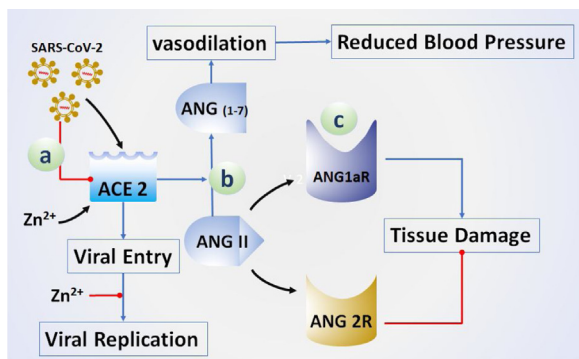 SARS-CoV-2
vasodilation
Reduced Blood Pressure
ANG (1-7)
a
c
ACE 2
b
ANG1aR
Zn2+
ANG II
Tissue Damage
Viral Entry
Zn2+
ANG 2R
Viral Replication